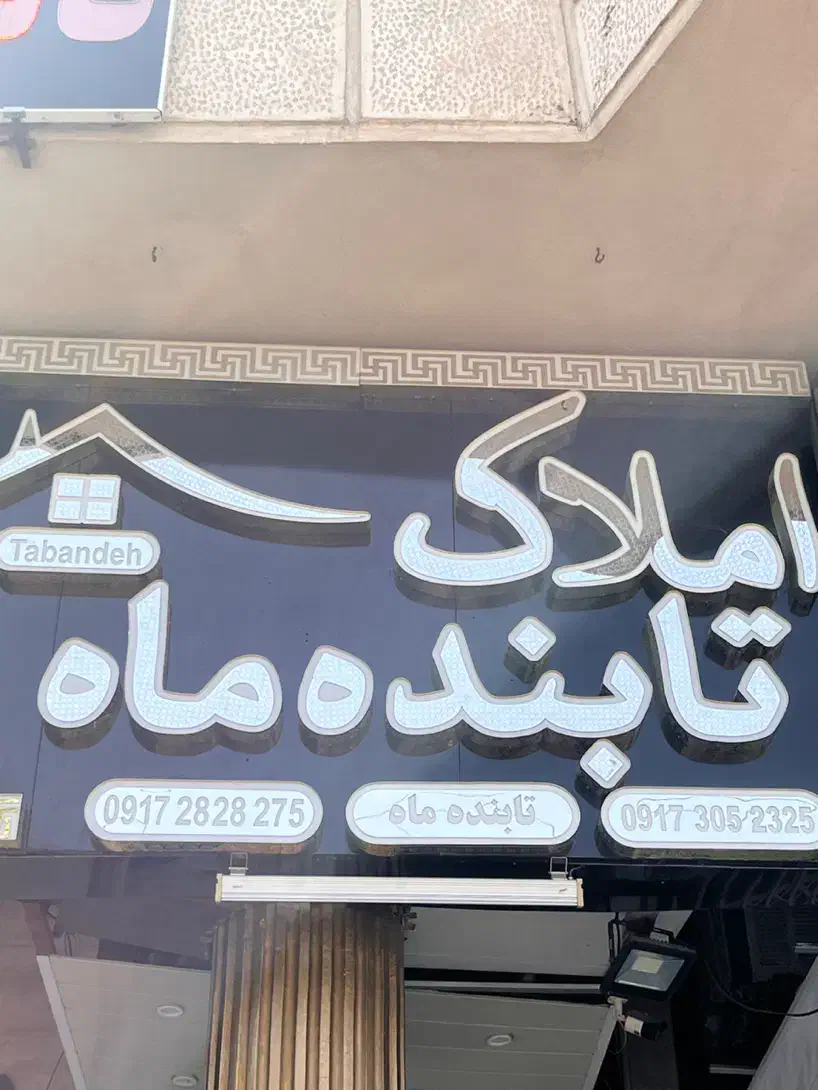 املاک
Tabandeh
تابنده ماه
0917 305 2325
تابنده ماه
0917 2828 275